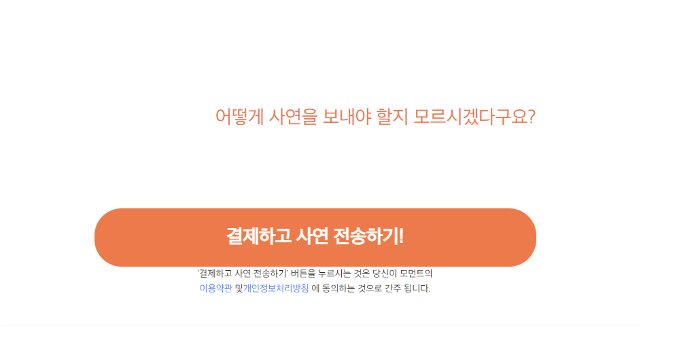 어떻게 사연을 보내야 할지 모르시겠다구요?
결제하고 사연 전송하기!
'결제하고 사연 전송하기' 버튼을 누르시는 것은 당신이 모먼트의
이용약관 및개인정보처리방침 에 동의하는 것으로 간주 됩니다.